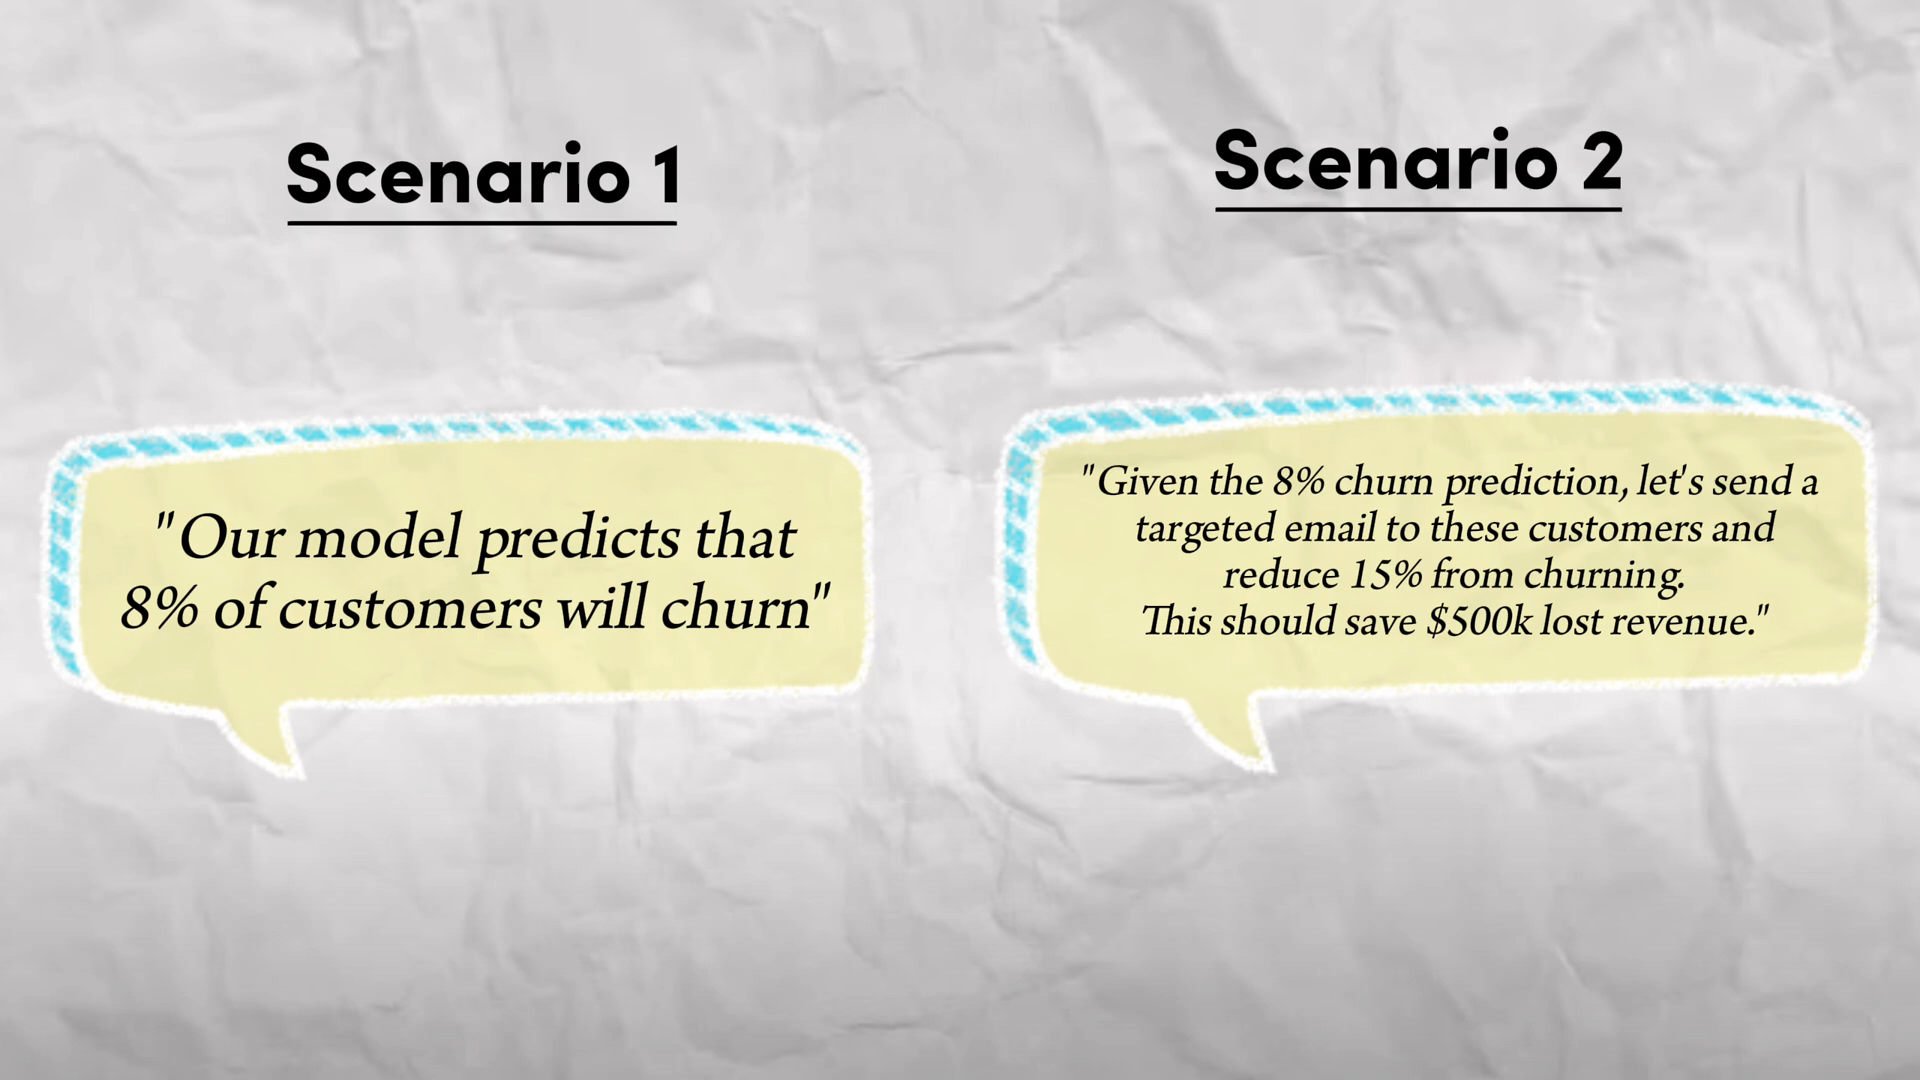 Scenario 1
"Our model predicts that
8% of customers will churn"
Scenario 2
"Given the 8% churn prediction, let's send a
targeted email to these customers and
reduce 15% from churning.
This should save $500k lost revenue."